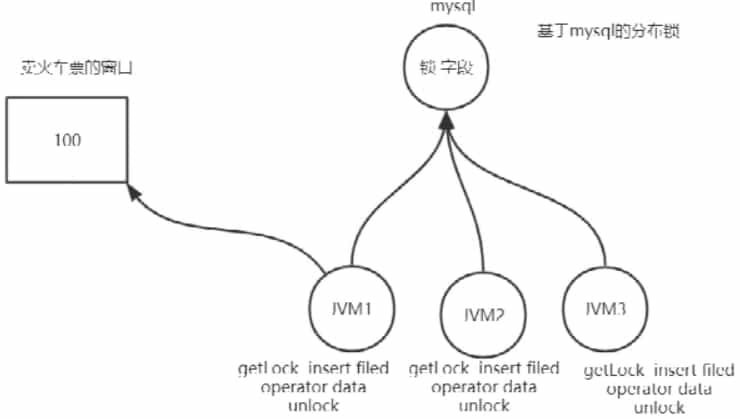 mysql
基于mysql的分布锁
卖火车票的窗口
锁 字段
100
JVM1
JVM2
JVM3
getLock insert filed
operator data
unlock
getLock insert filed
operator data
unlock
getLock insert filed
operator data
unlock